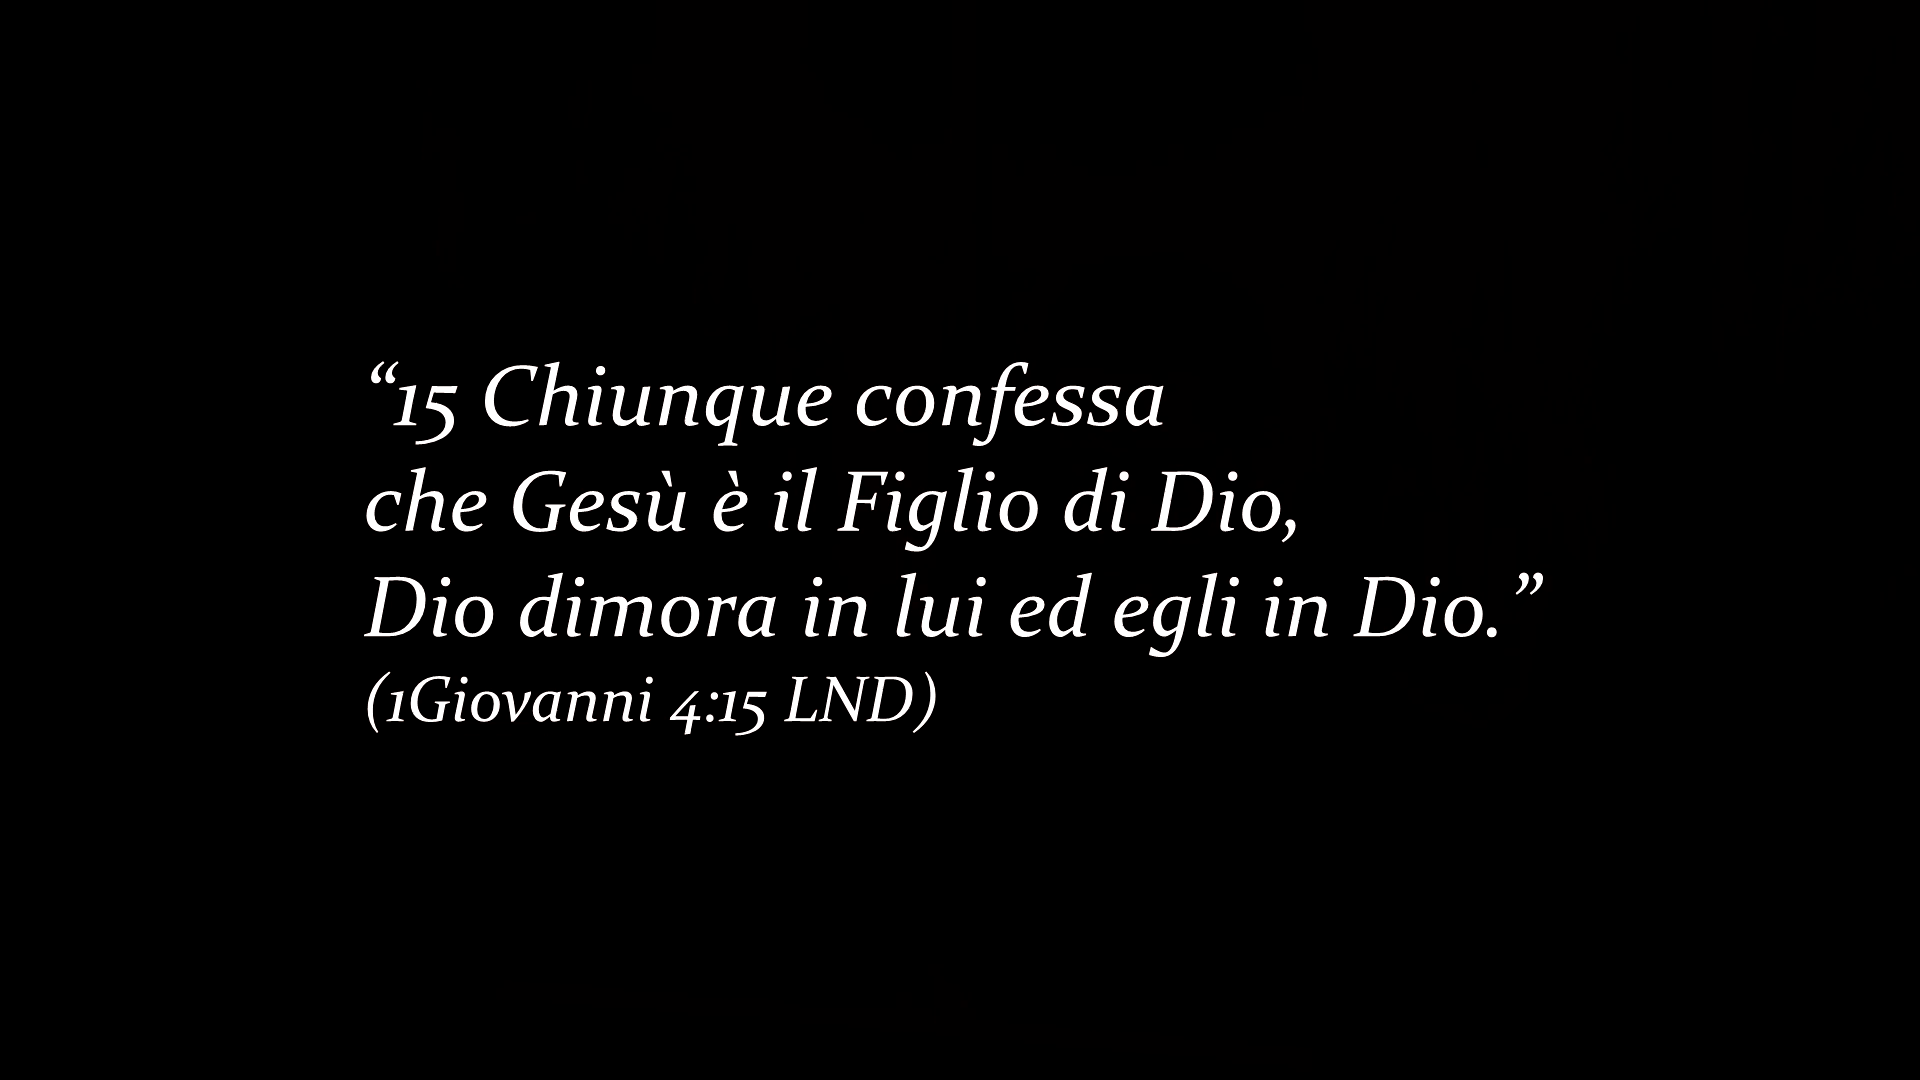 “15 Chiunque confessa
che Gesù è il Figlio di Dio,
Dio dimora in lui ed egli in Dio.”
(1Giovanni 4:15 LND)